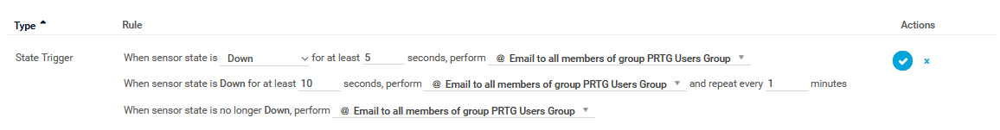 Type Rule Actions
State Trigger When sensor state is Down for at least 5 seconds, perform @ Email to all members of group PRTG Users Group
When sensor state is Down for at least 10 seconds, perform @ Email to all members of group PRTG Users Group and repeat every 1 minutes
When sensor state is no longer Down, perform @ Email to all members of group PRTG Users Group